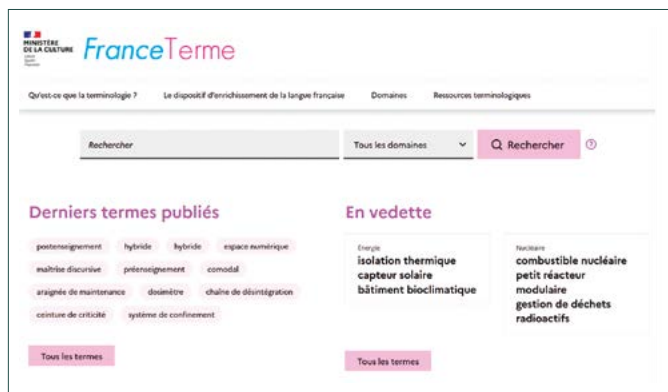 MINISTÈRE
DE LA CULTURE
FranceTerme
Qu'est-ce que la terminologie ? Le dispositif d'enrichissement de la langue française Domaines Ressources terminologiques
Rechercher Tous les domaines Rechercher ?
Derniers termes publiés
postenseignement hybride hybride espace numérique
maîtrise discursive préenseignement comodal
araignée de maintenance dosimètre chaîne de désintégration
ceinture de criticité système de confinement
Tous les termes
En vedette
Énergie
isolation thermique
capteur solaire
bâtiment bioclimatique
Nucléaire
combustible nucléaire
petit réacteur
modulaire
gestion de déchets
radioactifs
Tous les termes